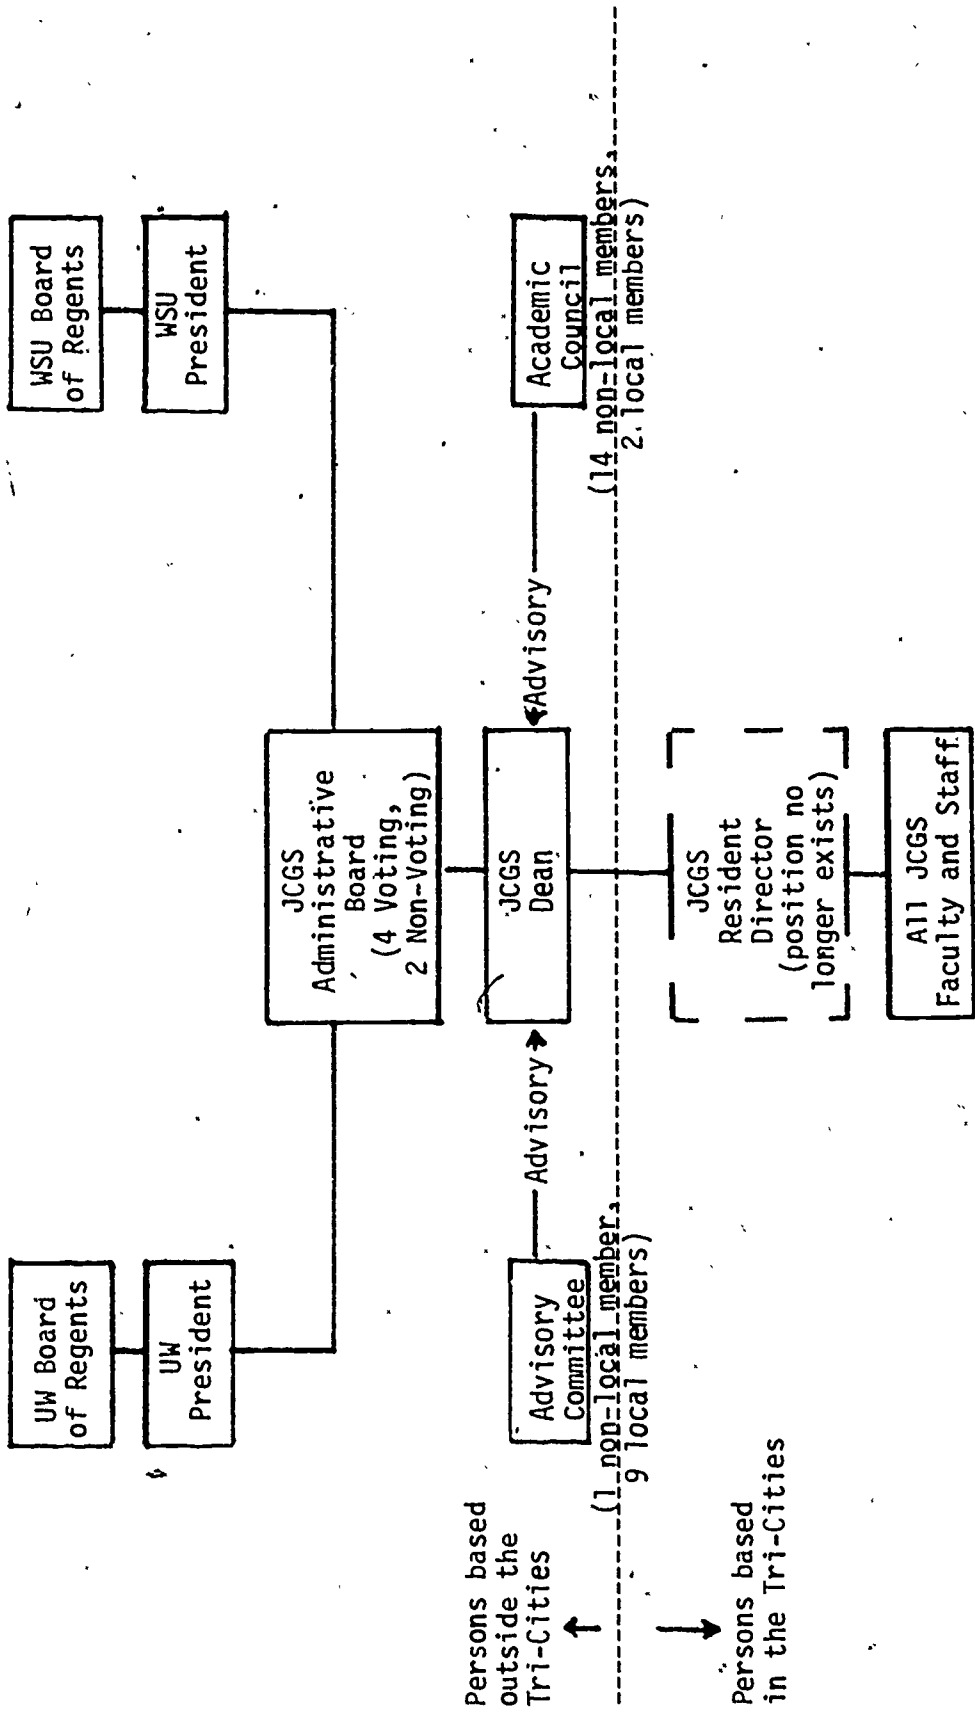 UW Board
of Regents
WSU Board
of Regents
UW
President
WSU
President
JCGS
Administrative
Board
(4 Voting,
2 Non-Voting)
Persons based
outside the
Tri-Cities
Advisory
Committee
Advisory
JCGS
Dean
Advisory
Academic
Council
(1 non-local member,
9 local members)
(14 non-local members,
2 local members)
Persons based
in the Tri-Cities
JCGS
Resident
Director
(position no
longer exists)
All JCGS
Faculty and Staff